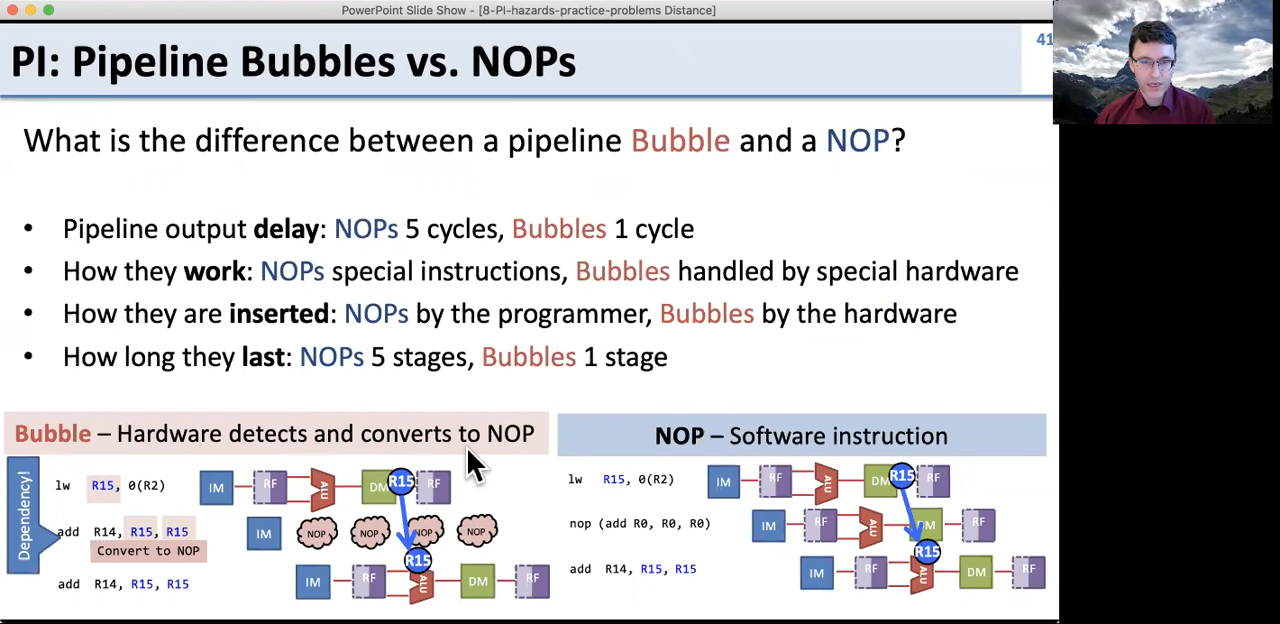 PowerPoint Slide Show - [8-PI-hazards-practice-problems Distance]
41
PI: Pipeline Bubbles vs. NOPs
What is the difference between a pipeline Bubble and a NOP?
• Pipeline output delay: NOPs 5 cycles, Bubbles 1 cycle
• How they work: NOPs special instructions, Bubbles handled by special hardware
• How they are inserted: NOPs by the programmer, Bubbles by the hardware
• How long they last: NOPs 5 stages, Bubbles 1 stage
Bubble – Hardware detects and converts to NOP
Dependency!
lw R15, 0(R2)
IM RF ALU DM R15 RF
add R14, R15, R15
IM NOP NOP NOP NOP
Convert to NOP
add R14, R15, R15
IM RF R15 ALU DM RF
NOP – Software instruction
lw R15, 0(R2)
IM RF ALU DM R15 RF
nop (add R0, R0, R0)
IM RF ALU DM RF
add R14, R15, R15
IM RF R15 ALU DM RF